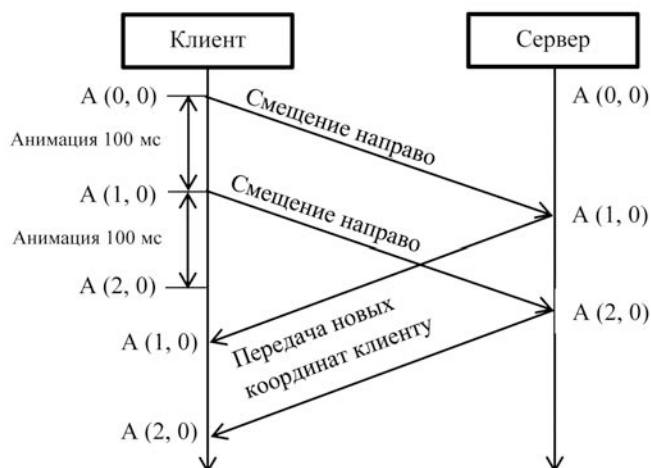 Клиент
Сервер
А (0, 0)
А (0, 0)
Смещение направо
Анимация 100 мс
А (1, 0)
Смещение направо
А (1, 0)
Анимация 100 мс
А (2, 0)
А (2, 0)
А (1, 0)
Передача новых
координат клиенту
А (2, 0)